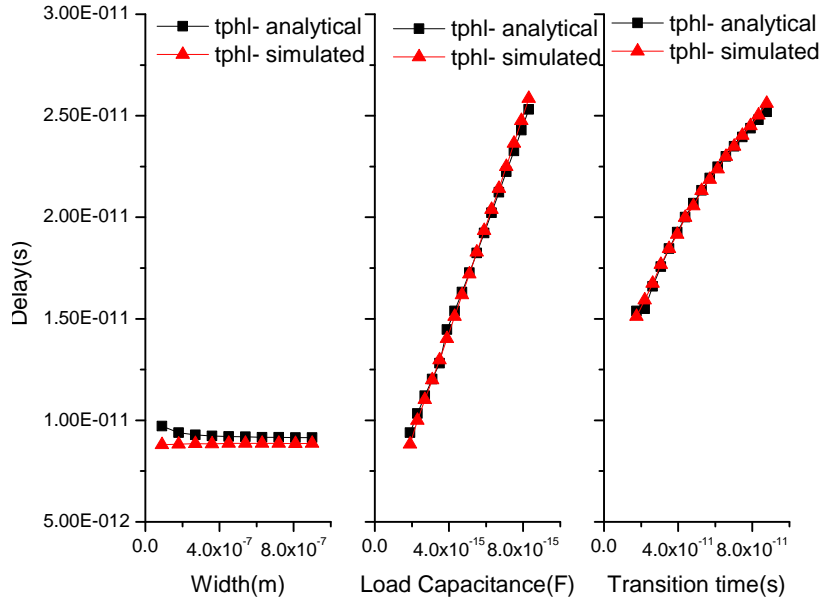 tphl- analytical
tphl- simulated
tphl- analytical
tphl- simulated
tphl- analytical
tphl- simulated
Delay(s)
3.00E-011
2.50E-011
2.00E-011
1.50E-011
1.00E-011
5.00E-012
0.0 4.0x10⁻⁷ 8.0x10⁻⁷
0.0 4.0x10⁻¹⁵ 8.0x10⁻¹⁵
0.0 4.0x10⁻¹¹ 8.0x10⁻¹¹
Width(m)
Load Capacitance(F)
Transition time(s)